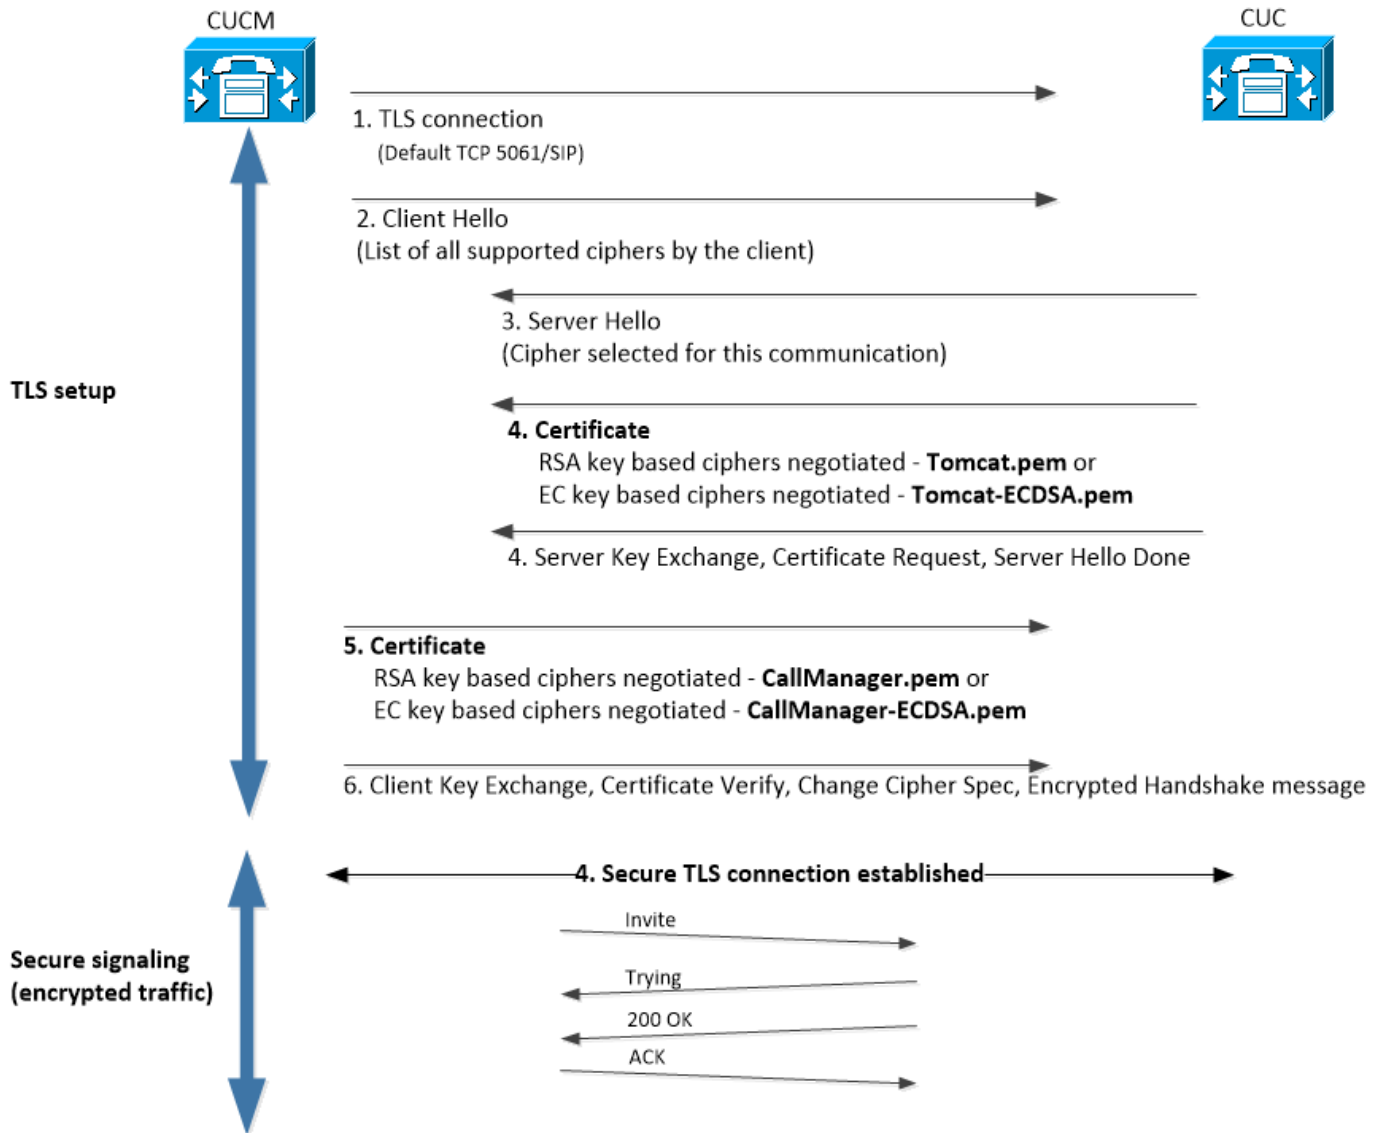 CUCM
CUC
1. TLS connection
(Default TCP 5061/SIP)
2. Client Hello
(List of all supported ciphers by the client)
3. Server Hello
(Cipher selected for this communication)
TLS setup
4. Certificate
RSA key based ciphers negotiated - Tomcat.pem or
EC key based ciphers negotiated - Tomcat-ECDSA.pem
4. Server Key Exchange, Certificate Request, Server Hello Done
5. Certificate
RSA key based ciphers negotiated - CallManager.pem or
EC key based ciphers negotiated - CallManager-ECDSA.pem
6. Client Key Exchange, Certificate Verify, Change Cipher Spec, Encrypted Handshake message
4. Secure TLS connection established
Invite
Secure signaling
(encrypted traffic)
Trying
200 OK
ACK